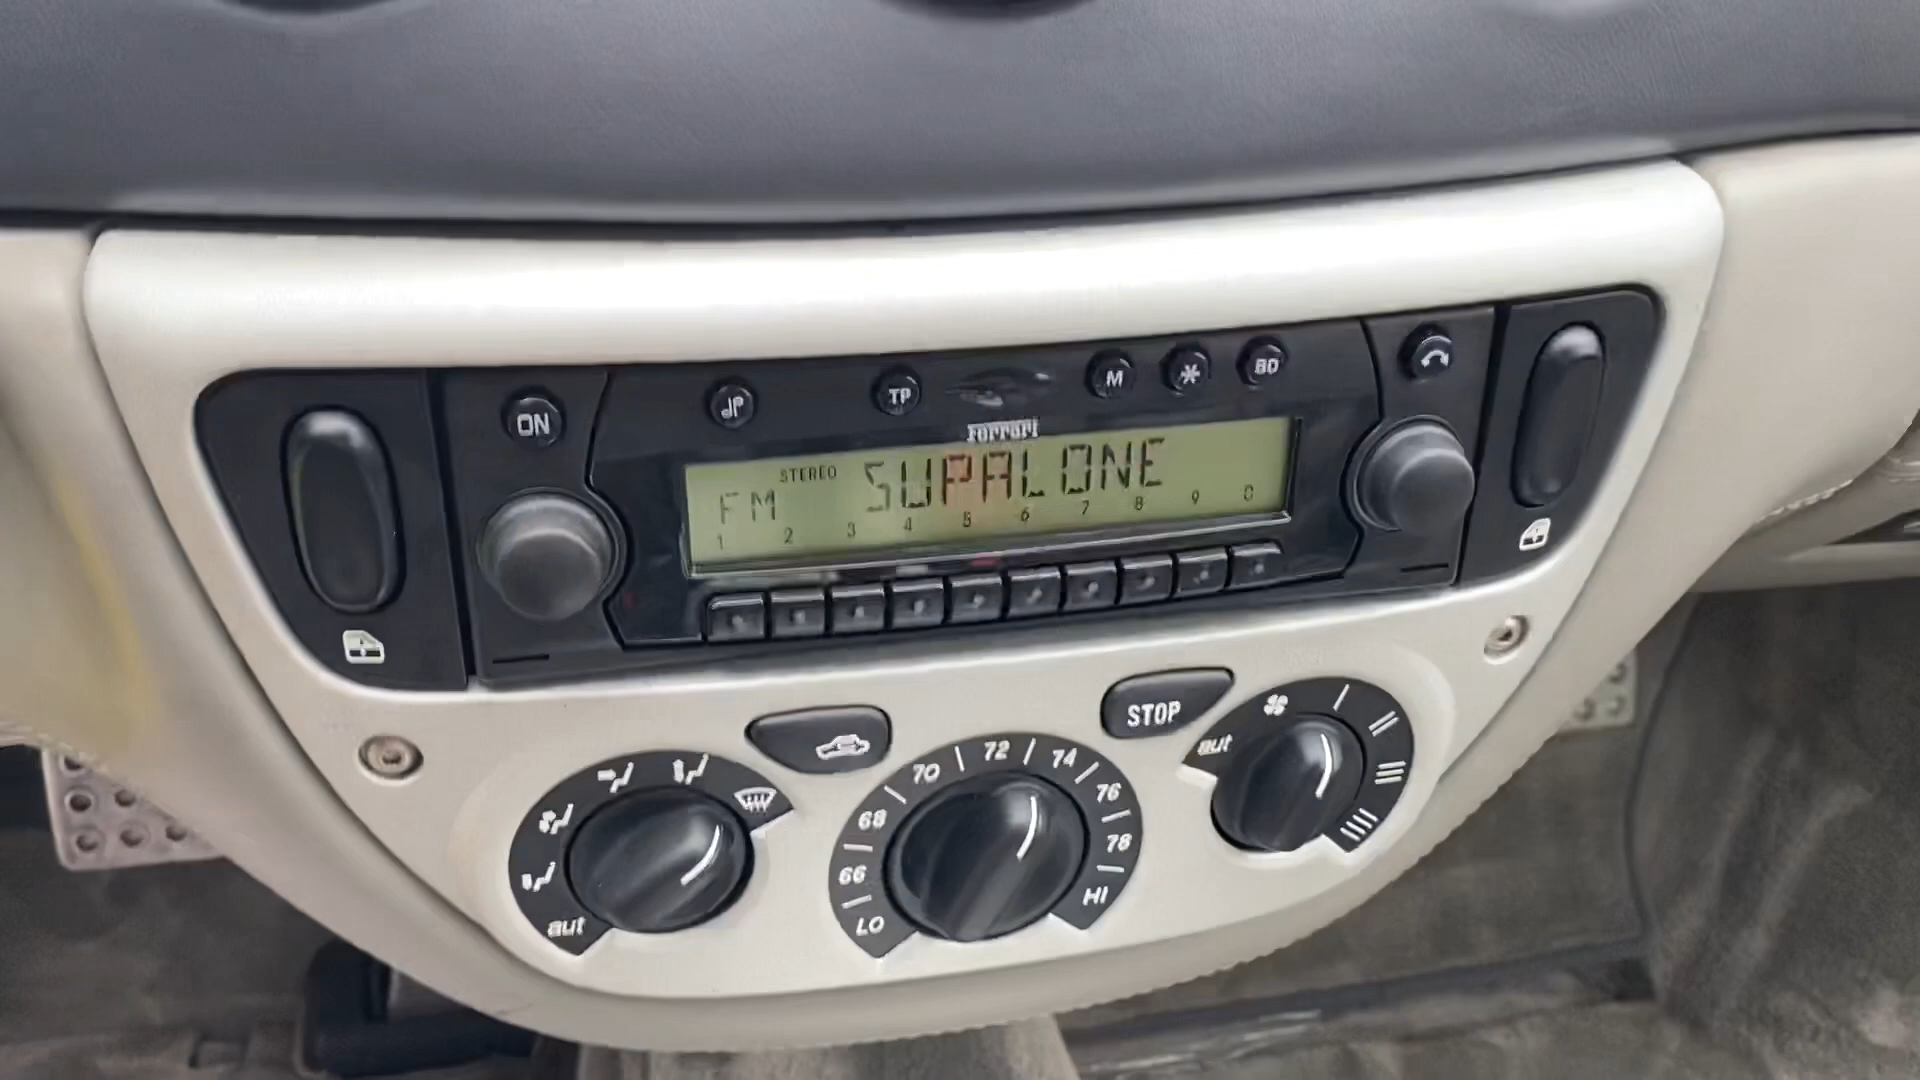 ON
TP
M
*
BD
Ferrari
FM STEREO SUPALONE
1 2 3 4 5 6 7 8 9 0
STOP
aut
LO 66 68 70 72 74 76 78 HI
aut